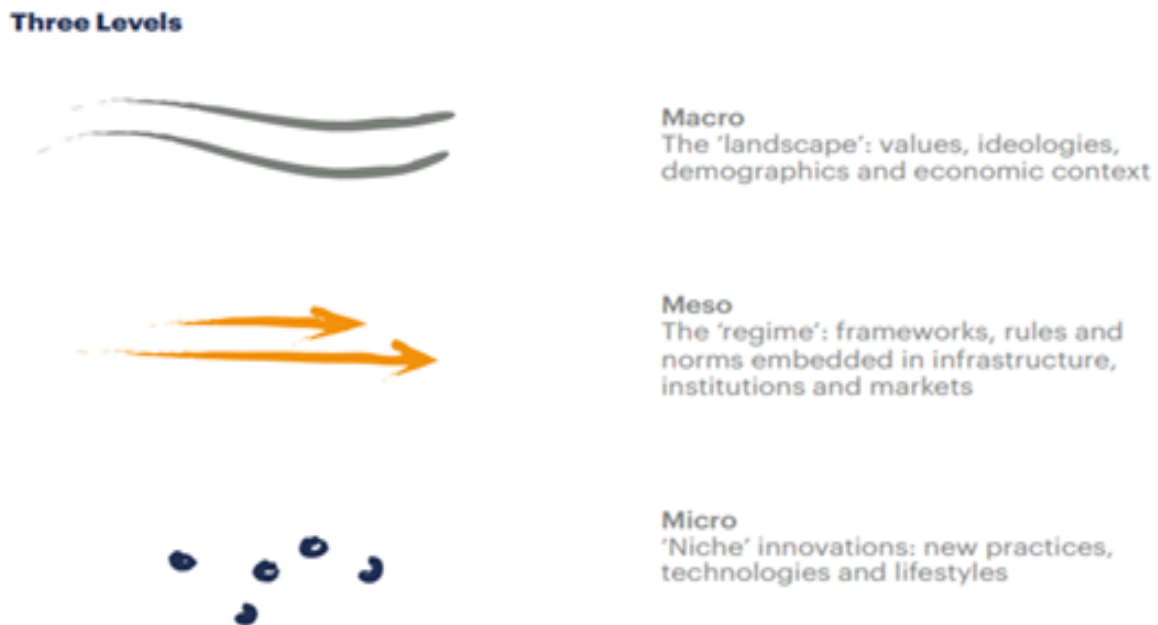 Three Levels
Macro
The ‘landscape’: values, ideologies,
demographics and economic context
Meso
The ‘regime’: frameworks, rules and
norms embedded in infrastructure,
institutions and markets
Micro
‘Niche’ innovations: new practices,
technologies and lifestyles